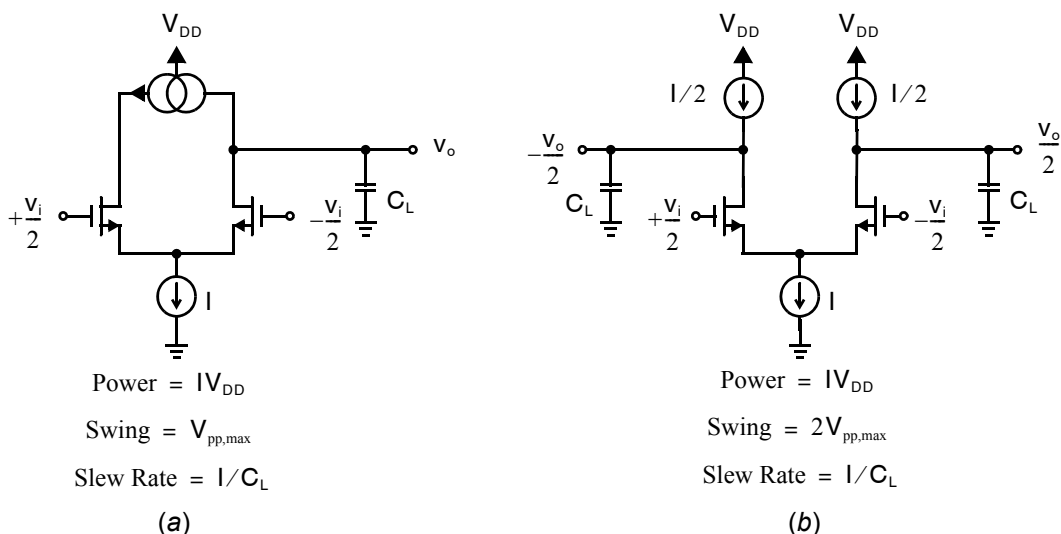 V_DD
v_o
+v_i/2
-v_i/2
C_L
I
Power = IV_DD
Swing = V_pp,max
Slew Rate = I/C_L
(a)
V_DD
V_DD
I/2
I/2
-v_o/2
v_o/2
C_L
C_L
+v_i/2
-v_i/2
I
Power = IV_DD
Swing = 2V_pp,max
Slew Rate = I/C_L
(b)